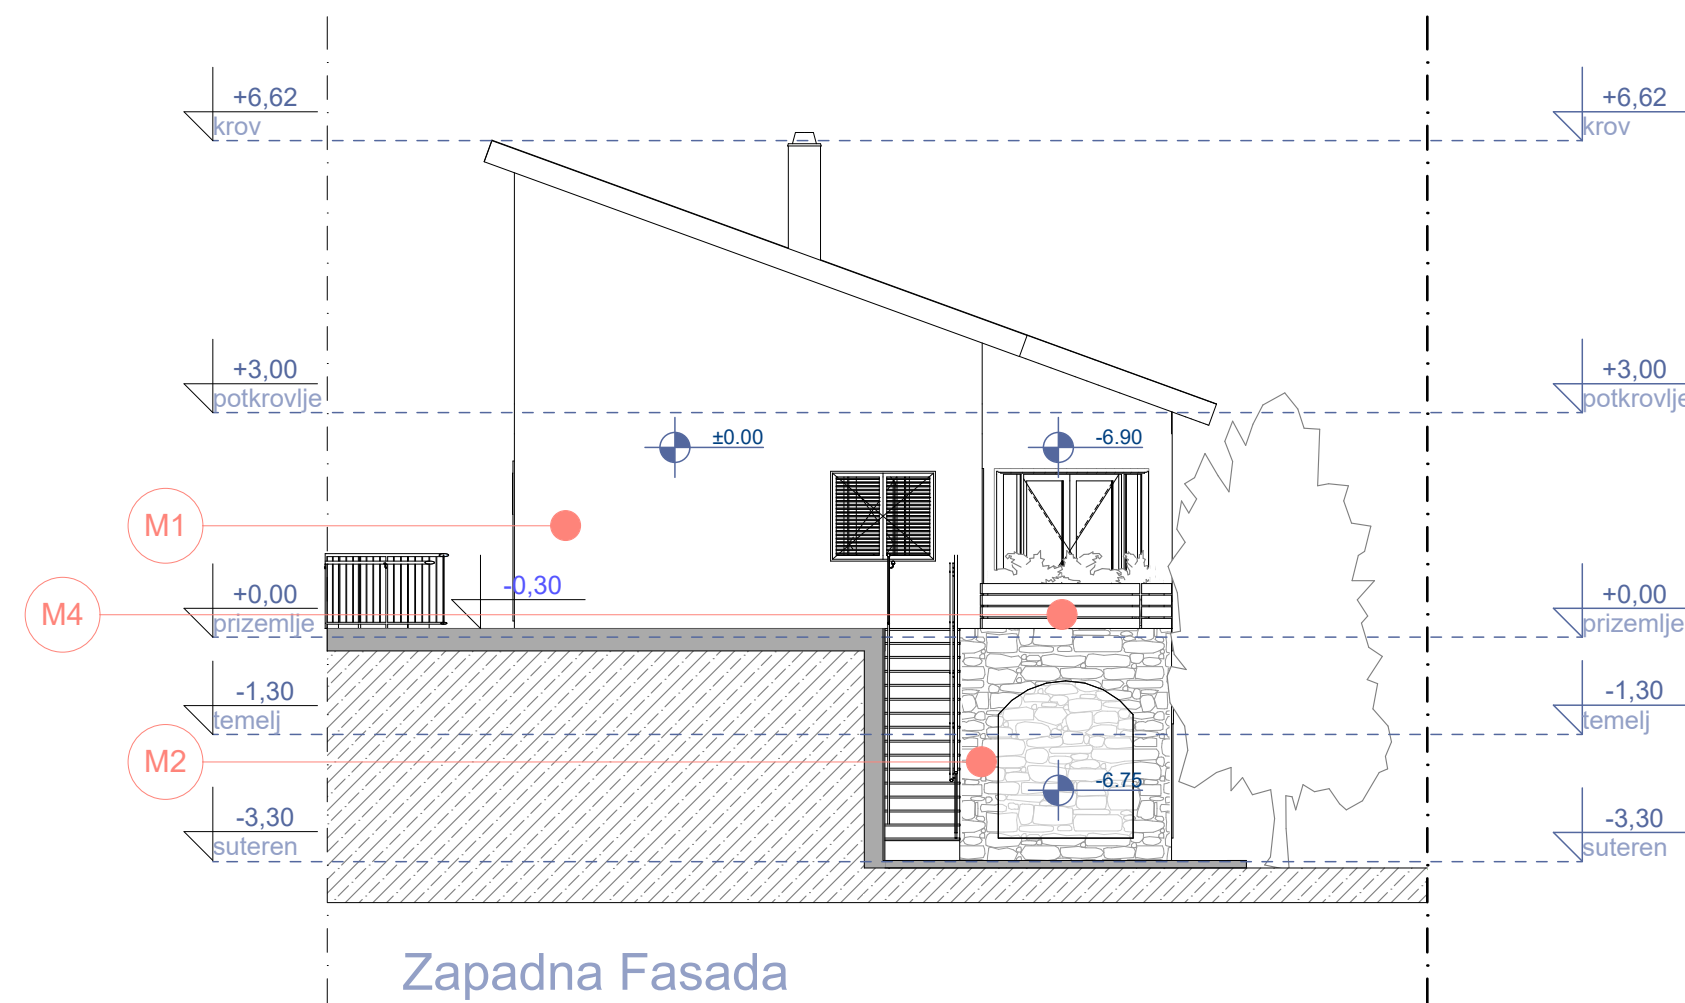 +6,62
krov
+6,62
krov
+3,00
potkrovlje
+3,00
potkrovlje
±0.00
-6.90
M1
-0,30
+0,00
prizemlje
+0,00
prizemlje
M4
-1,30
temelj
-1,30
temelj
M2
-6.75
-3,30
suteren
-3,30
suteren
Zapadna Fasada